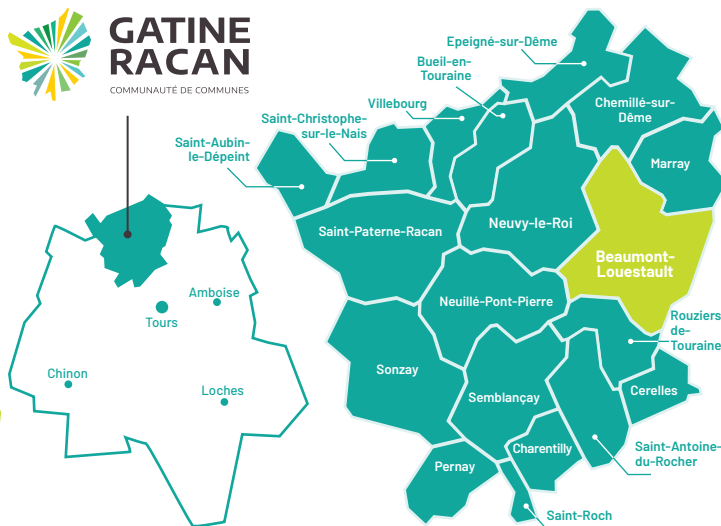 GATINE
RACAN
COMMUNAUTÉ DE COMMUNES
Epeigné-sur-Dême
Bueil-en-
Touraine
Villebourg
Chemillé-sur-
Dême
Saint-Christophe-
sur-le-Nais
Saint-Aubin-
le-Dépeint
Marray
Saint-Paterne-Racan
Neuvy-le-Roi
Beaumont-
Louestault
Neuillé-Pont-Pierre
Rouziers
de-
Touraine
Sonzay
Semblançay
Cerelles
Charentilly
Saint-Antoine-
du-Rocher
Pernay
Saint-Roch
Amboise
Tours
Chinon
Loches